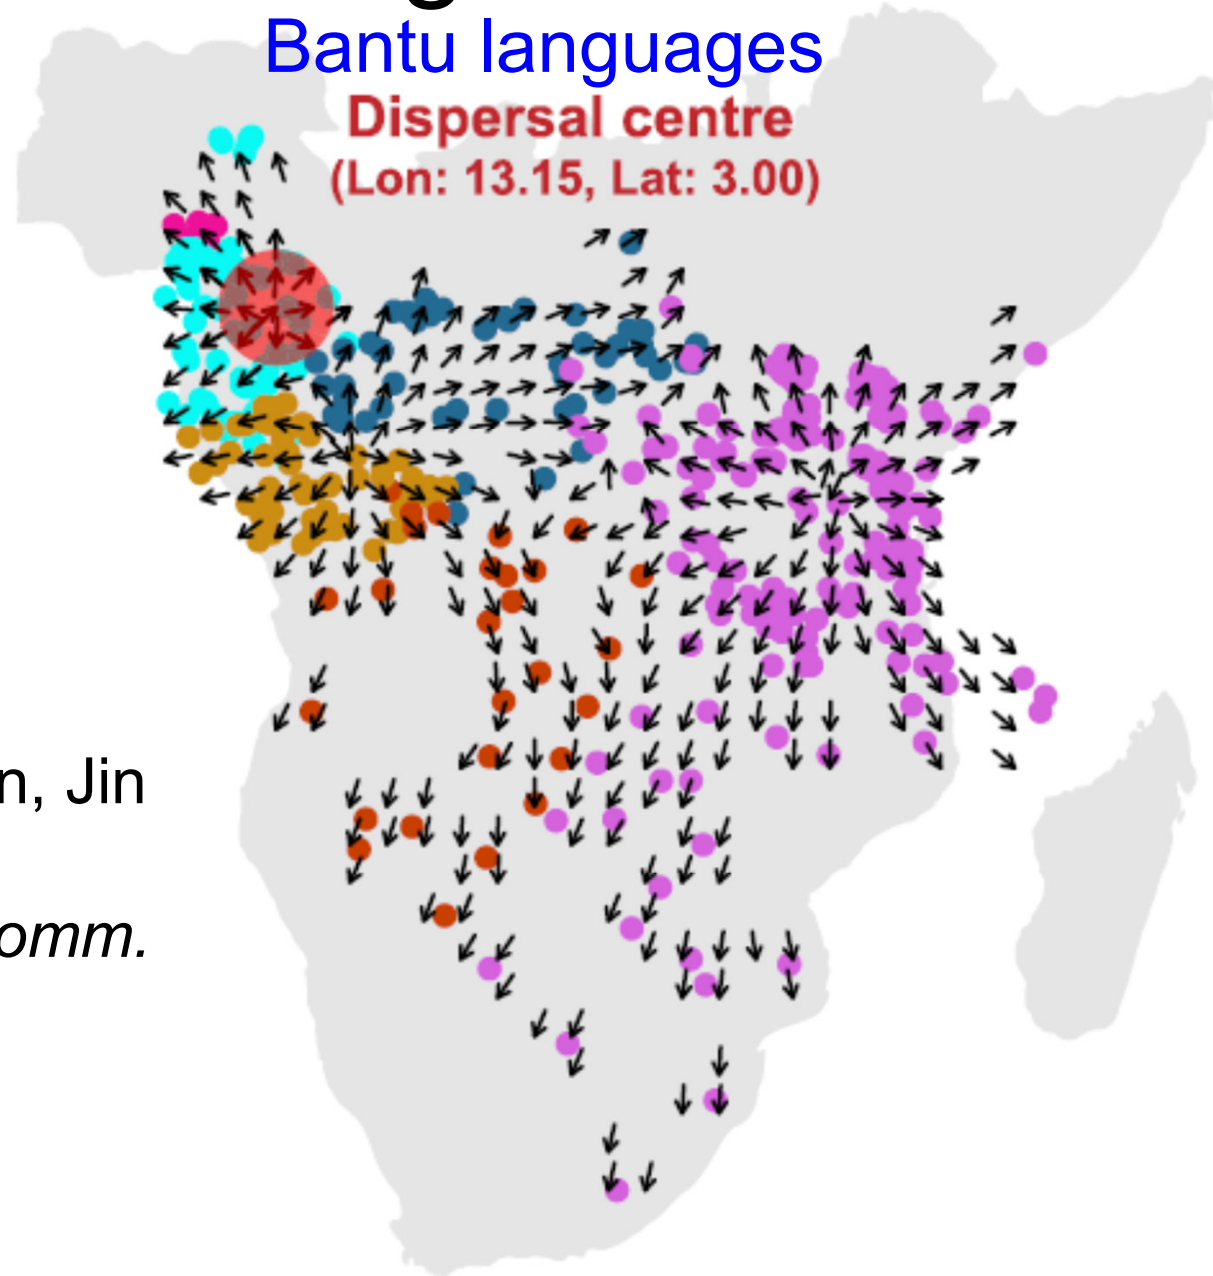 Bantu languages
Dispersal centre
(Lon: 13.15, Lat: 3.00)
n, Jin
omm.